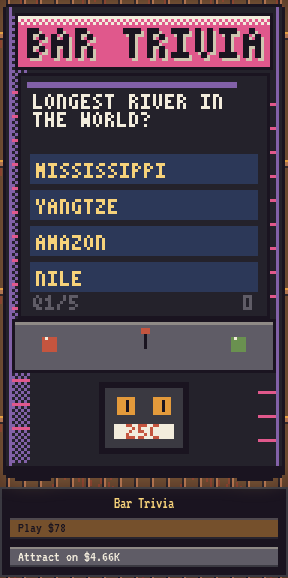 BAR TRIVIA
LONGEST RIVER IN
THE WORLD?
MISSISSIPPI
YANGTZE
AMAZON
NILE
Q1/5 0
25C
Bar Trivia
Play $78
Attract on $4.66K